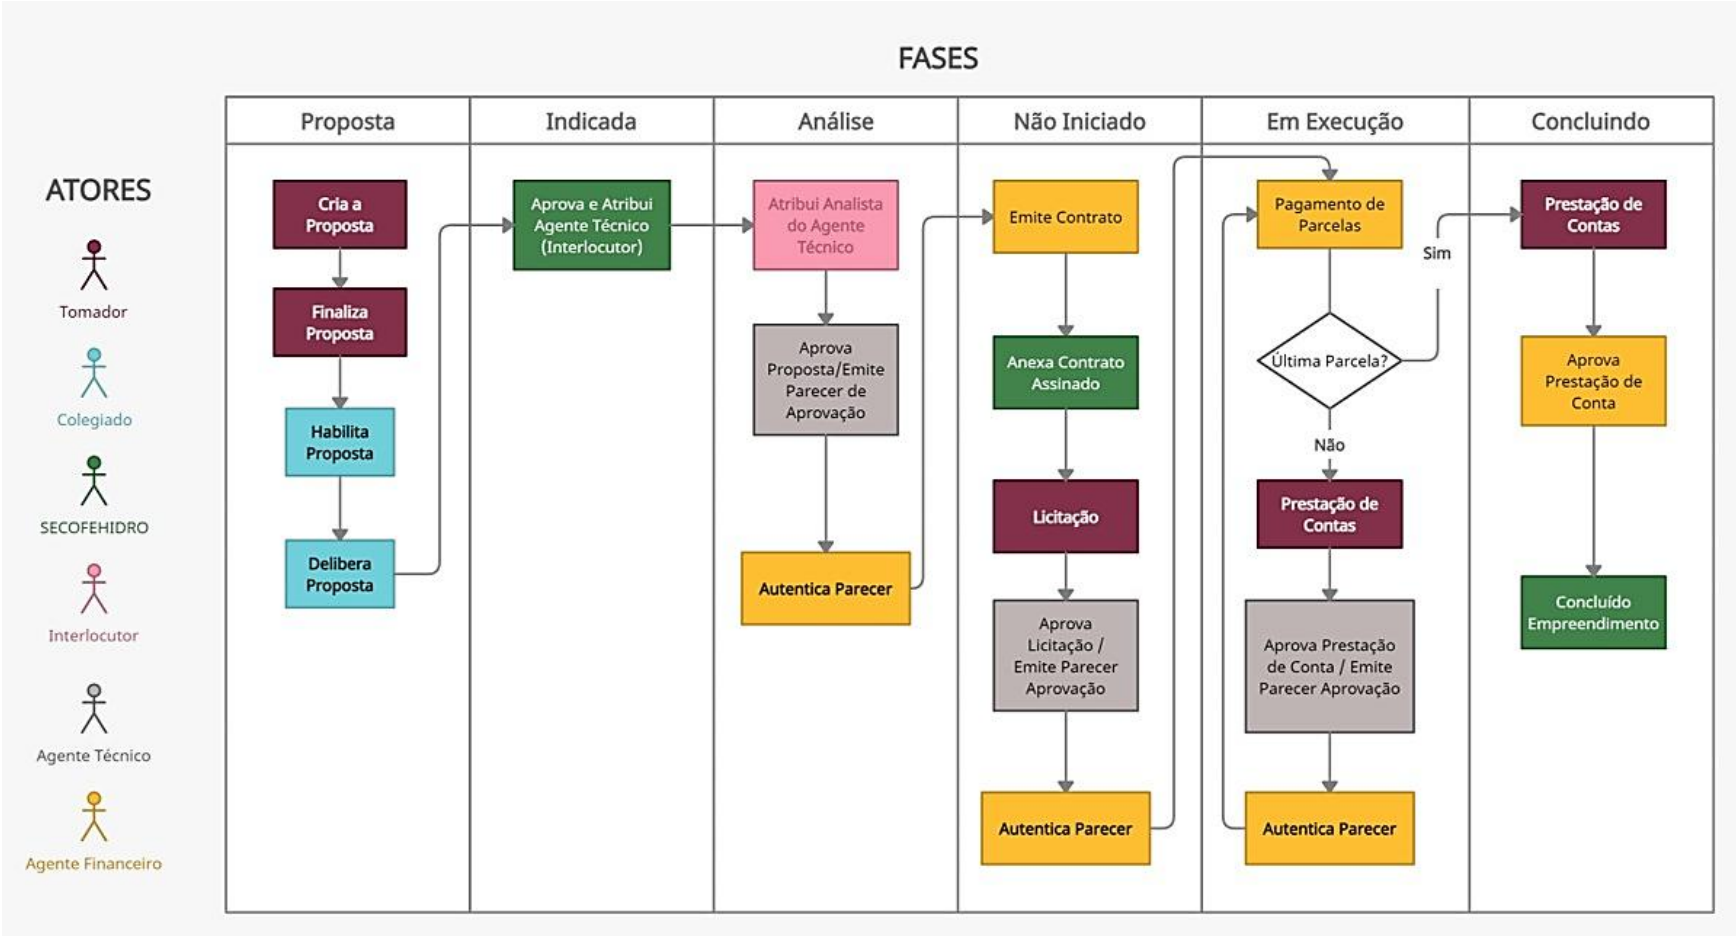 FASES
Proposta
Indicada
Análise
Não Iniciado
Em Execução
Concluindo
ATORES
Tomador
Colegiado
SECOFEHIDRO
Interlocutor
Agente Técnico
Agente Financeiro
Cria a
Proposta
Finaliza
Proposta
Habilita
Proposta
Delibera
Proposta
Aprova e Atribui
Agente Técnico
(Interlocutor)
Atribui Analista
do Agente
Técnico
Aprova
Proposta/Emite
Parecer de
Aprovação
Autentica Parecer
Emite Contrato
Anexa Contrato
Assinado
Licitação
Aprova
Licitação /
Emite Parecer
Aprovação
Autentica Parecer
Pagamento de
Parcelas
Última Parcela?
Sim
Não
Prestação de
Contas
Aprova Prestação
de Conta / Emite
Parecer Aprovação
Autentica Parecer
Prestação de
Contas
Aprova
Prestação de
Conta
Concluído
Empreendimento